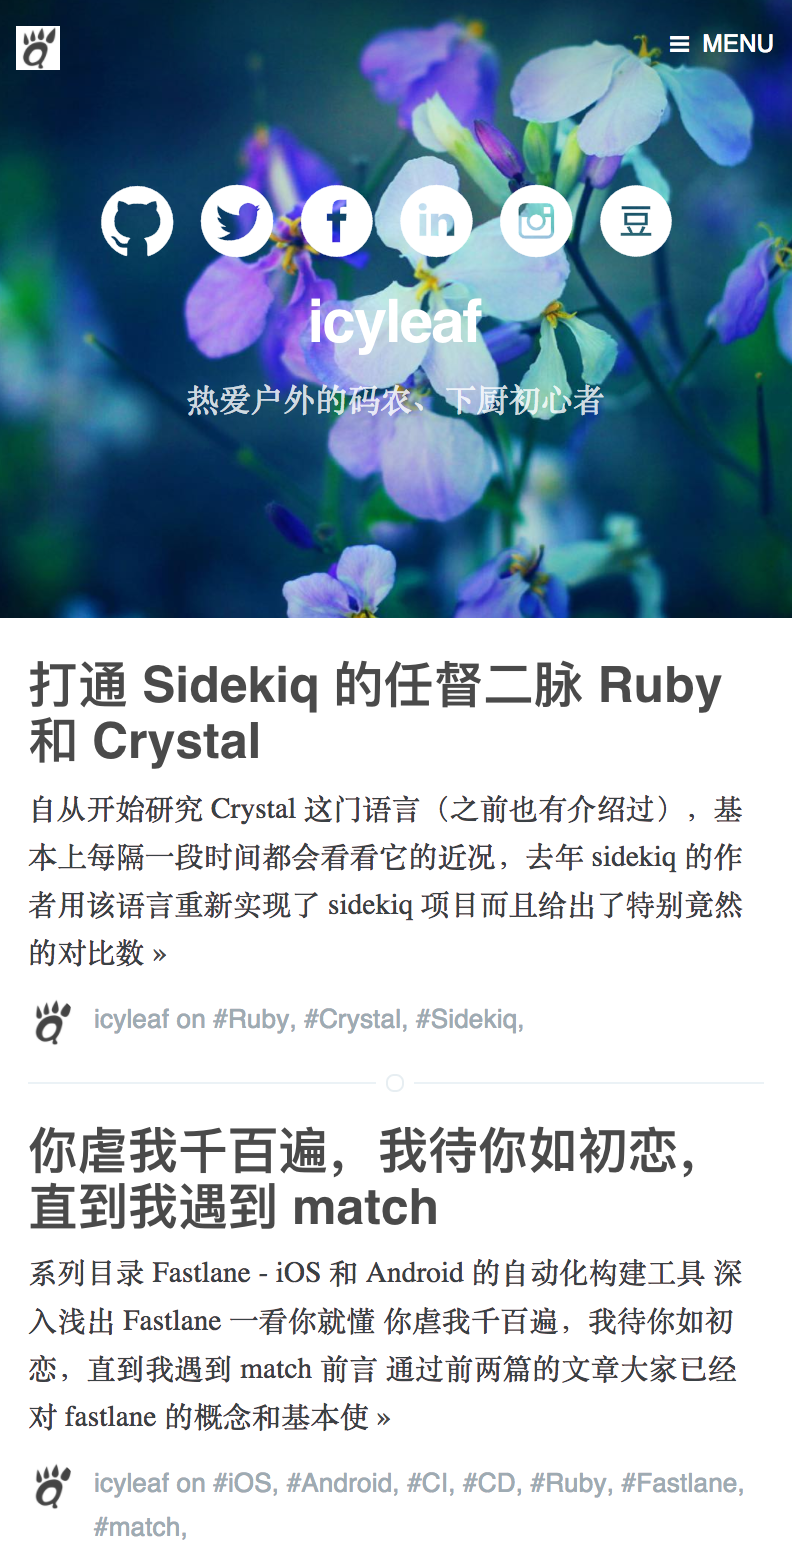 MENU
豆
icyleaf
热爱户外的码农、下厨初心者
打通 Sidekiq 的任督二脉 Ruby
和 Crystal
自从开始研究 Crystal 这门语言（之前也有介绍过），基
本上每隔一段时间都会看看它的近况，去年 sidekiq 的作
者用该语言重新实现了 sidekiq 项目而且给出了特别竟然
的对比数 »
icyleaf on #Ruby, #Crystal, #Sidekiq,
你虐我千百遍，我待你如初恋，
直到我遇到 match
系列目录 Fastlane - iOS 和 Android 的自动化构建工具 深
入浅出 Fastlane 一看你就懂 你虐我千百遍，我待你如初
恋，直到我遇到 match 前言 通过前两篇的文章大家已经
对 fastlane 的概念和基本使 »
icyleaf on #iOS, #Android, #CI, #CD, #Ruby, #Fastlane,
#match,